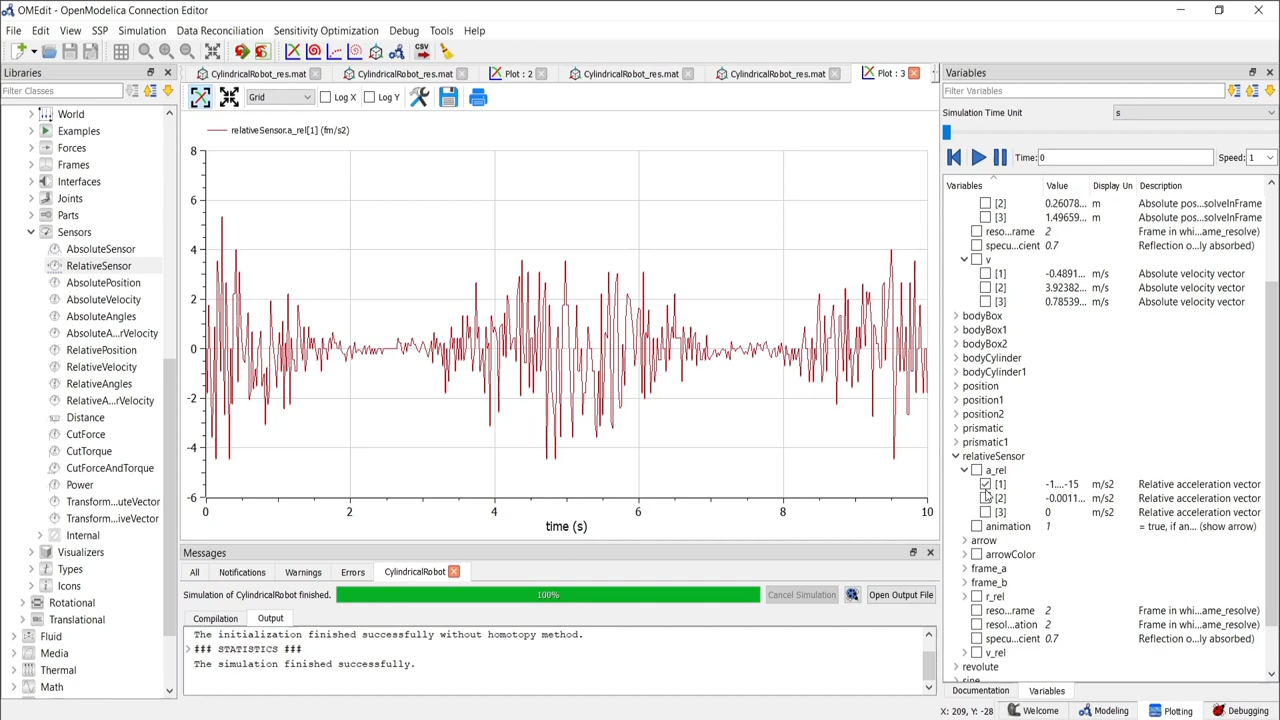 OMEdit - OpenModelica Connection Editor
File Edit View SSP Simulation Data Reconciliation Sensitivity Optimization Debug Tools Help
Libraries
Filter Classes
World
Examples
Forces
Frames
Interfaces
Joints
Parts
Sensors
AbsoluteSensor
RelativeSensor
AbsolutePosition
AbsoluteVelocity
AbsoluteAngles
AbsoluteA...rVelocity
RelativePosition
RelativeVelocity
RelativeAngles
RelativeA...rVelocity
Distance
CutForce
CutTorque
CutForceAndTorque
Power
Transform...uteVector
Transform...iveVector
Internal
Visualizers
Types
Icons
Rotational
Translational
Fluid
Media
Thermal
Math
CylindricalRobot_res.mat CylindricalRobot_res.mat Plot : 2 CylindricalRobot_res.mat CylindricalRobot_res.mat Plot : 3
Grid Log X Log Y
relativeSensor.a_rel[1] (fm/s2)
8
6
4
2
0
-2
-4
-6
0 2 4 6 8 10
time (s)
Messages
All Notifications Warnings Errors CylindricalRobot
Simulation of CylindricalRobot finished. 100% Cancel Simulation Open Output File
Compilation Output
The initialization finished successfully without homotopy method.
### STATISTICS ###
The simulation finished successfully.
Variables
Filter Variables
Simulation Time Unit s
Time: 0 Speed: 1
Variables Value Display Un Description
[2] 0.26078... m Absolute pos...solveInFrame
[3] 1.49659... m Absolute pos...solveInFrame
reso...rame 2 Frame in whi...ame_resolve)
specu...cient 0.7 Reflection o...ly absorbed)
v
[1] -0.4891... m/s Absolute velocity vector
[2] 3.92382... m/s Absolute velocity vector
[3] 0.78539... m/s Absolute velocity vector
bodyBox
bodyBox1
bodyBox2
bodyCylinder
bodyCylinder1
position
position1
position2
prismatic
prismatic1
relativeSensor
a_rel
[1] -1....-15 m/s2 Relative acceleration vector
[2] -0.0011... m/s2 Relative acceleration vector
[3] 0 m/s2 Relative acceleration vector
animation 1 = true, if an... (show arrow)
arrow
arrowColor
frame_a
frame_b
r_rel
reso...rame 2 Frame in whi...ame_resolve)
resol...ation 2 Frame in whi...ame_resolve)
specu...cient 0.7 Reflection o...ly absorbed)
v_rel
revolute
Documentation Variables
X: 209, Y: -28 Welcome Modeling Plotting Debugging